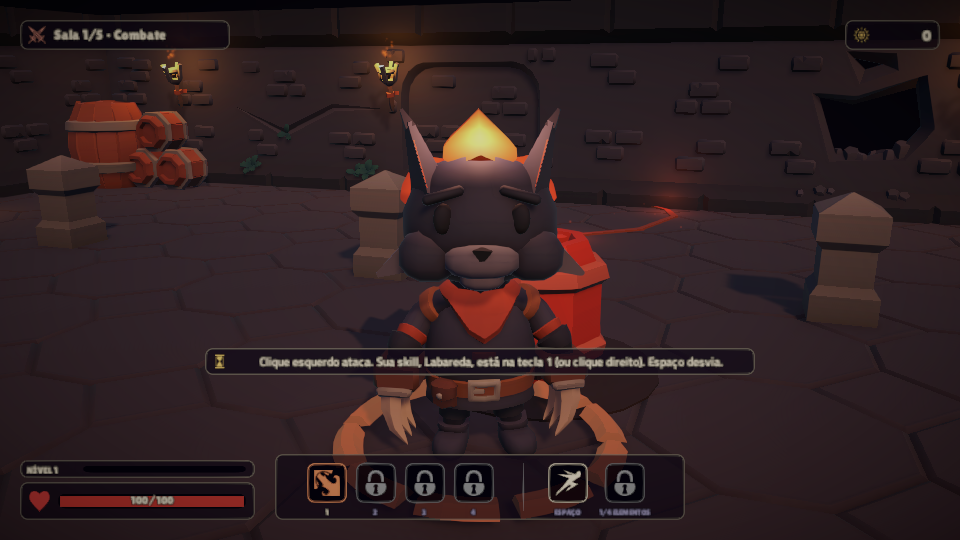 Sala 1/5 · Combate
0
Clique esquerdo ataca. Sua skill, Labareda, está na tecla 1 (ou clique direito). Espaço desvia.
NÍVEL 1
100/100
1
2
3
4
ESPAÇO
1/4 ELEMENTOS